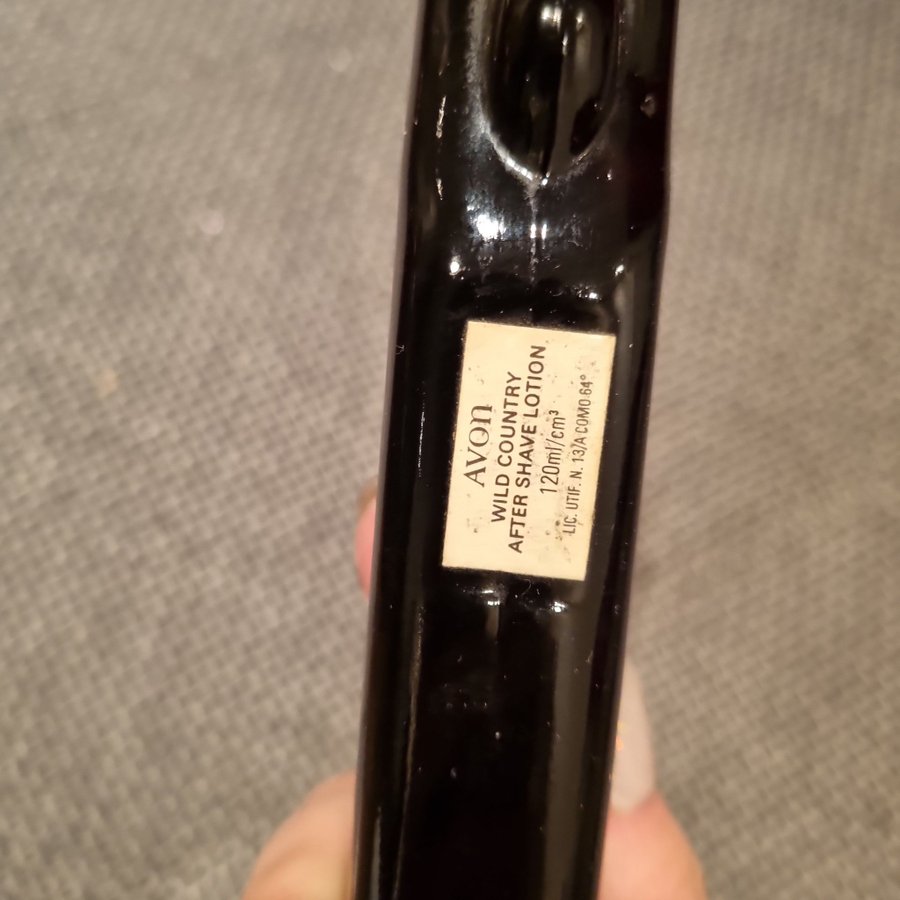 AVON
WILD COUNTRY
AFTER SHAVE LOTION
120ml/cm³
LIC. UTIF. N. 13/A COMO 64°